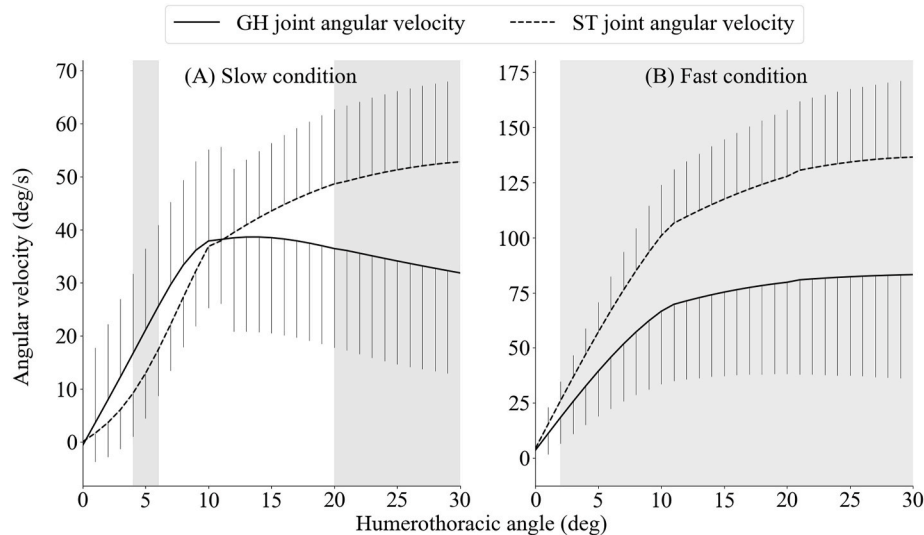 GH joint angular velocity ST joint angular velocity
(A) Slow condition
(B) Fast condition
Angular velocity (deg/s)
70
60
50
40
30
20
10
0
0 5 10 15 20 25 30
175
150
125
100
75
50
25
0
0 5 10 15 20 25 30
Humerothoracic angle (deg)